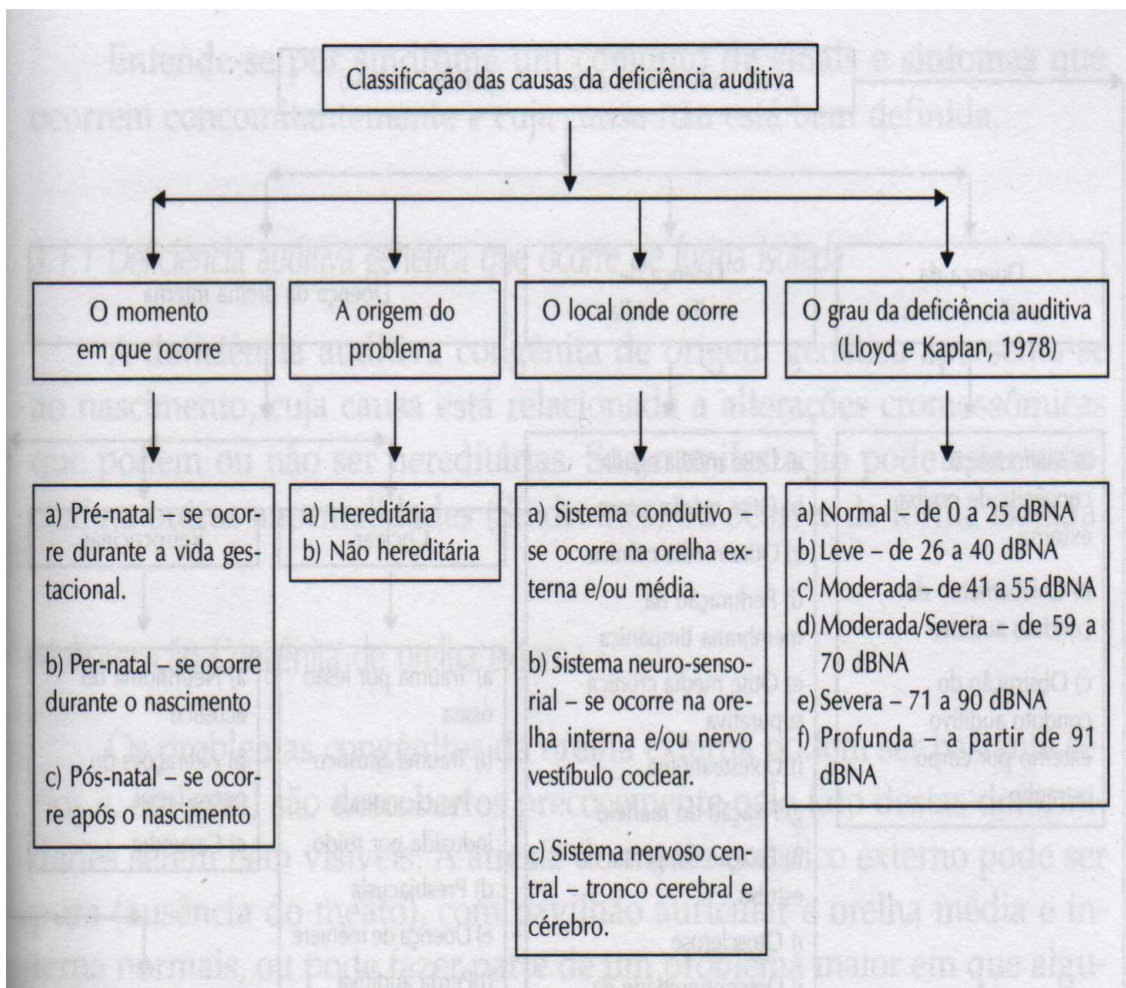 Classificação das causas da deficiência auditiva
O momento
em que ocorre
A origem do
problema
O local onde ocorre
O grau da deficiência auditiva
(Lloyd e Kaplan, 1978)
a) Pré-natal – se ocor-
re durante a vida ges-
tacional.
b) Per-natal – se ocorre
durante o nascimento
c) Pós-natal – se ocor-
re após o nascimento
a) Hereditária
b) Não hereditária
a) Sistema condutivo –
se ocorre na orelha ex-
terna e/ou média.
b) Sistema neuro-senso-
rial – se ocorre na ore-
lha interna e/ou nervo
vestíbulo coclear.
c) Sistema nervoso cen-
tral – tronco cerebral e
cérebro.
a) Normal – de 0 a 25 dBNA
b) Leve – de 26 a 40 dBNA
c) Moderada – de 41 a 55 dBNA
d) Moderada/Severa – de 59 a
70 dBNA
e) Severa – 71 a 90 dBNA
f) Profunda – a partir de 91
dBNA